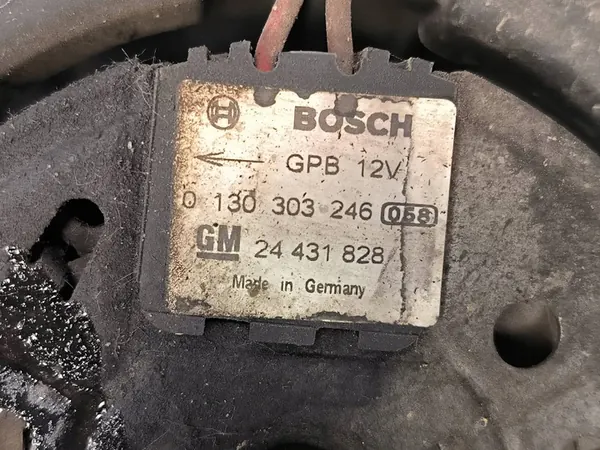 BOSCH
GPB 12V
0 130 303 246 058
GM 24 431 828
Made in Germany